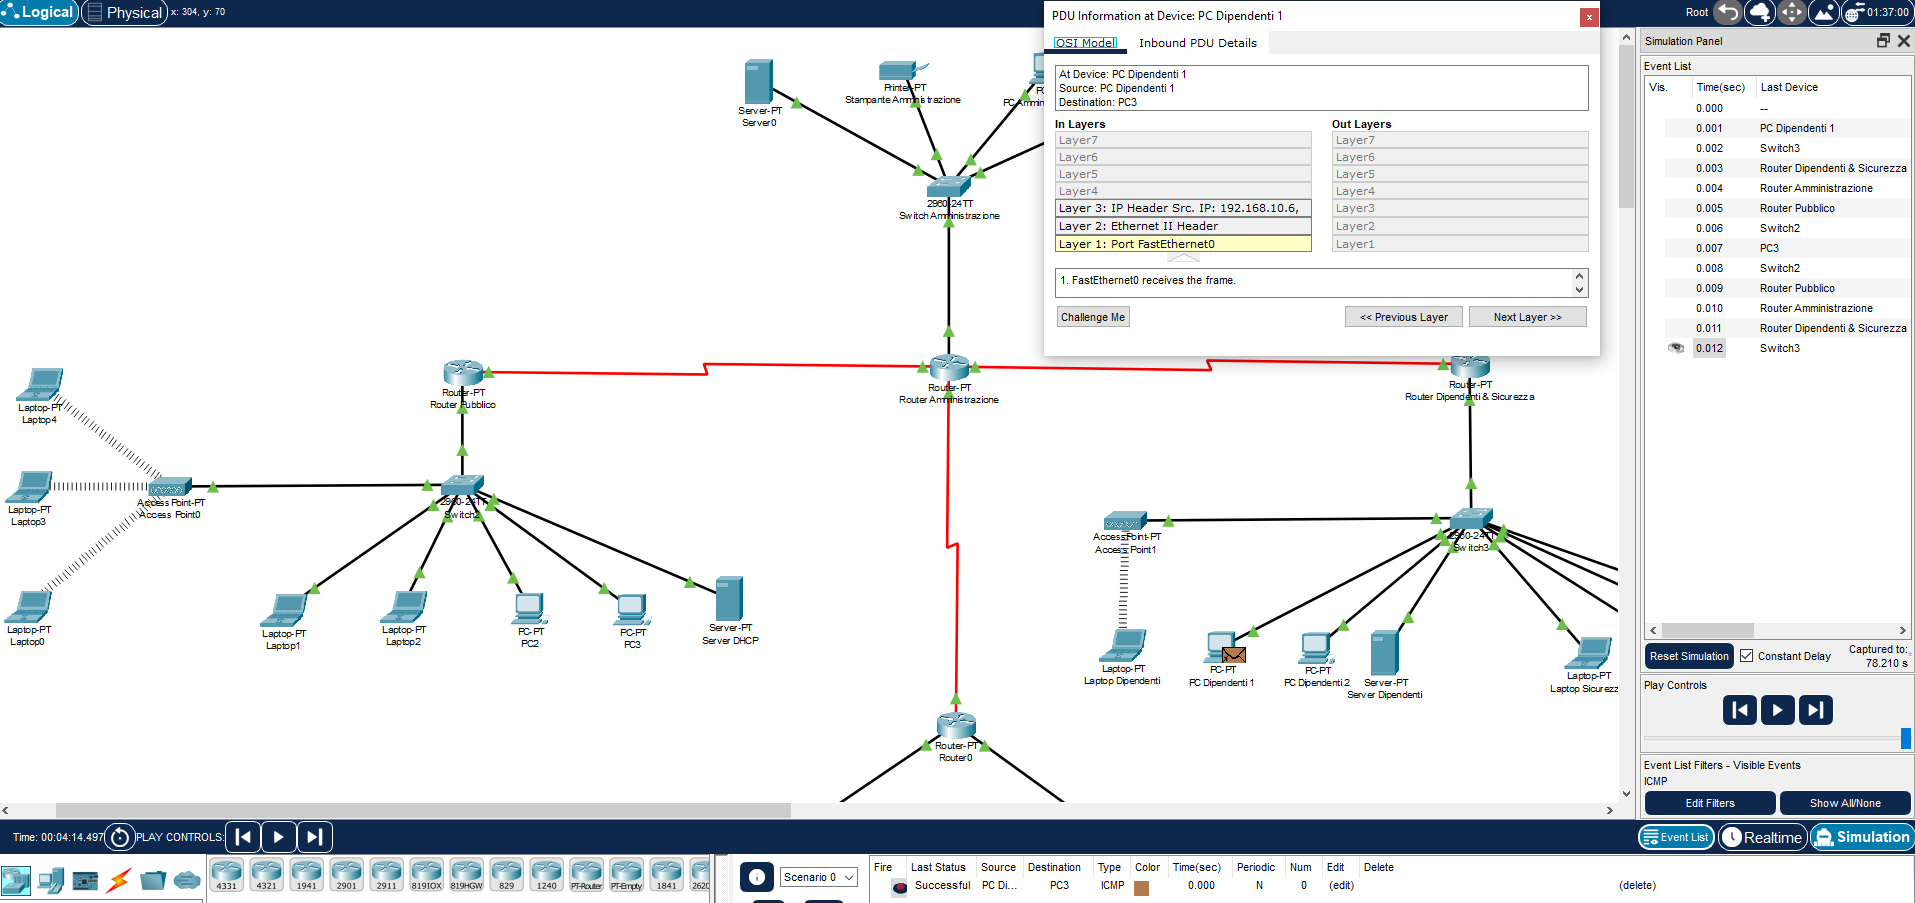 Logical
Physical
x: 304, y: 70
Root
01:37:00
PDU Information at Device: PC Dipendenti 1
x
OSI Model
Inbound PDU Details
At Device: PC Dipendenti 1
Source: PC Dipendenti 1
Destination: PC3
In Layers
Out Layers
Layer7
Layer7
Layer6
Layer6
Layer5
Layer5
Layer4
Layer4
Layer 3: IP Header Src. IP: 192.168.10.6,
Layer3
Layer 2: Ethernet II Header
Layer2
Layer 1: Port FastEthernet0
Layer1
1. FastEthernet0 receives the frame.
Challenge Me
<< Previous Layer
Next Layer >>
Simulation Panel
Event List
Vis.
Time(sec)
Last Device
0.000
--
0.001
PC Dipendenti 1
0.002
Switch3
0.003
Router Dipendenti & Sicurezza
0.004
Router Amministrazione
0.005
Router Pubblico
0.006
Switch2
0.007
PC3
0.008
Switch2
0.009
Router Pubblico
0.010
Router Amministrazione
0.011
Router Dipendenti & Sicurezza
0.012
Switch3
Reset Simulation
Constant Delay
Captured to:
78.210 s
Play Controls
Event List Filters - Visible Events
ICMP
Edit Filters
Show All/None
Server-PT
Server0
Printer-PT
Stampante Amministrazione
PC Ammin
2960-24TT
Switch Amministrazione
Router-PT
Router Pubblico
Router-PT
Router Amministrazione
Router-PT
Router Dipendenti & Sicurezza
Laptop-PT
Laptop4
Laptop-PT
Laptop3
Access Point-PT
Access Point0
2960-24TT
Switch2
Laptop-PT
Laptop0
Laptop-PT
Laptop1
Laptop-PT
Laptop2
PC-PT
PC2
PC-PT
PC3
Server-PT
Server DHCP
Access Point-PT
Access Point1
2960-24TT
Switch3
Laptop-PT
Laptop Dipendenti
PC-PT
PC Dipendenti 1
PC-PT
PC Dipendenti 2
Server-PT
Server Dipendenti
Laptop-PT
Laptop Sicurezz
Router-PT
Router0
Time: 00:04:14.497
PLAY CONTROLS:
Event List
Realtime
Simulation
4331
4321
1941
2901
2911
819IOX
819HGW
829
1240
PT-Router
PT-Empty
1841
2620
Scenario 0
Fire
Last Status
Source
Destination
Type
Color
Time(sec)
Periodic
Num
Edit
Delete
Successful
PC Di...
PC3
ICMP
0.000
N
0
(edit)
(delete)